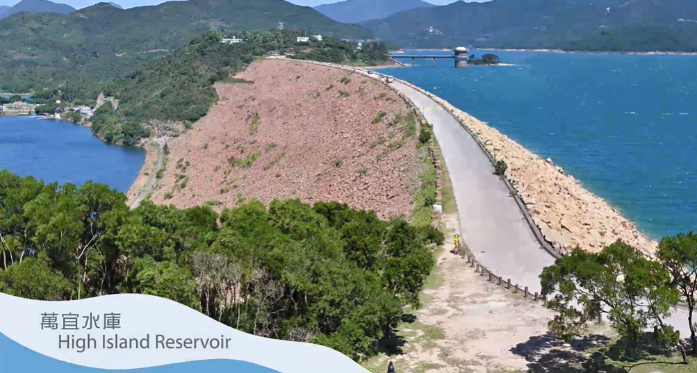 萬宜水庫
High Island Reservoir